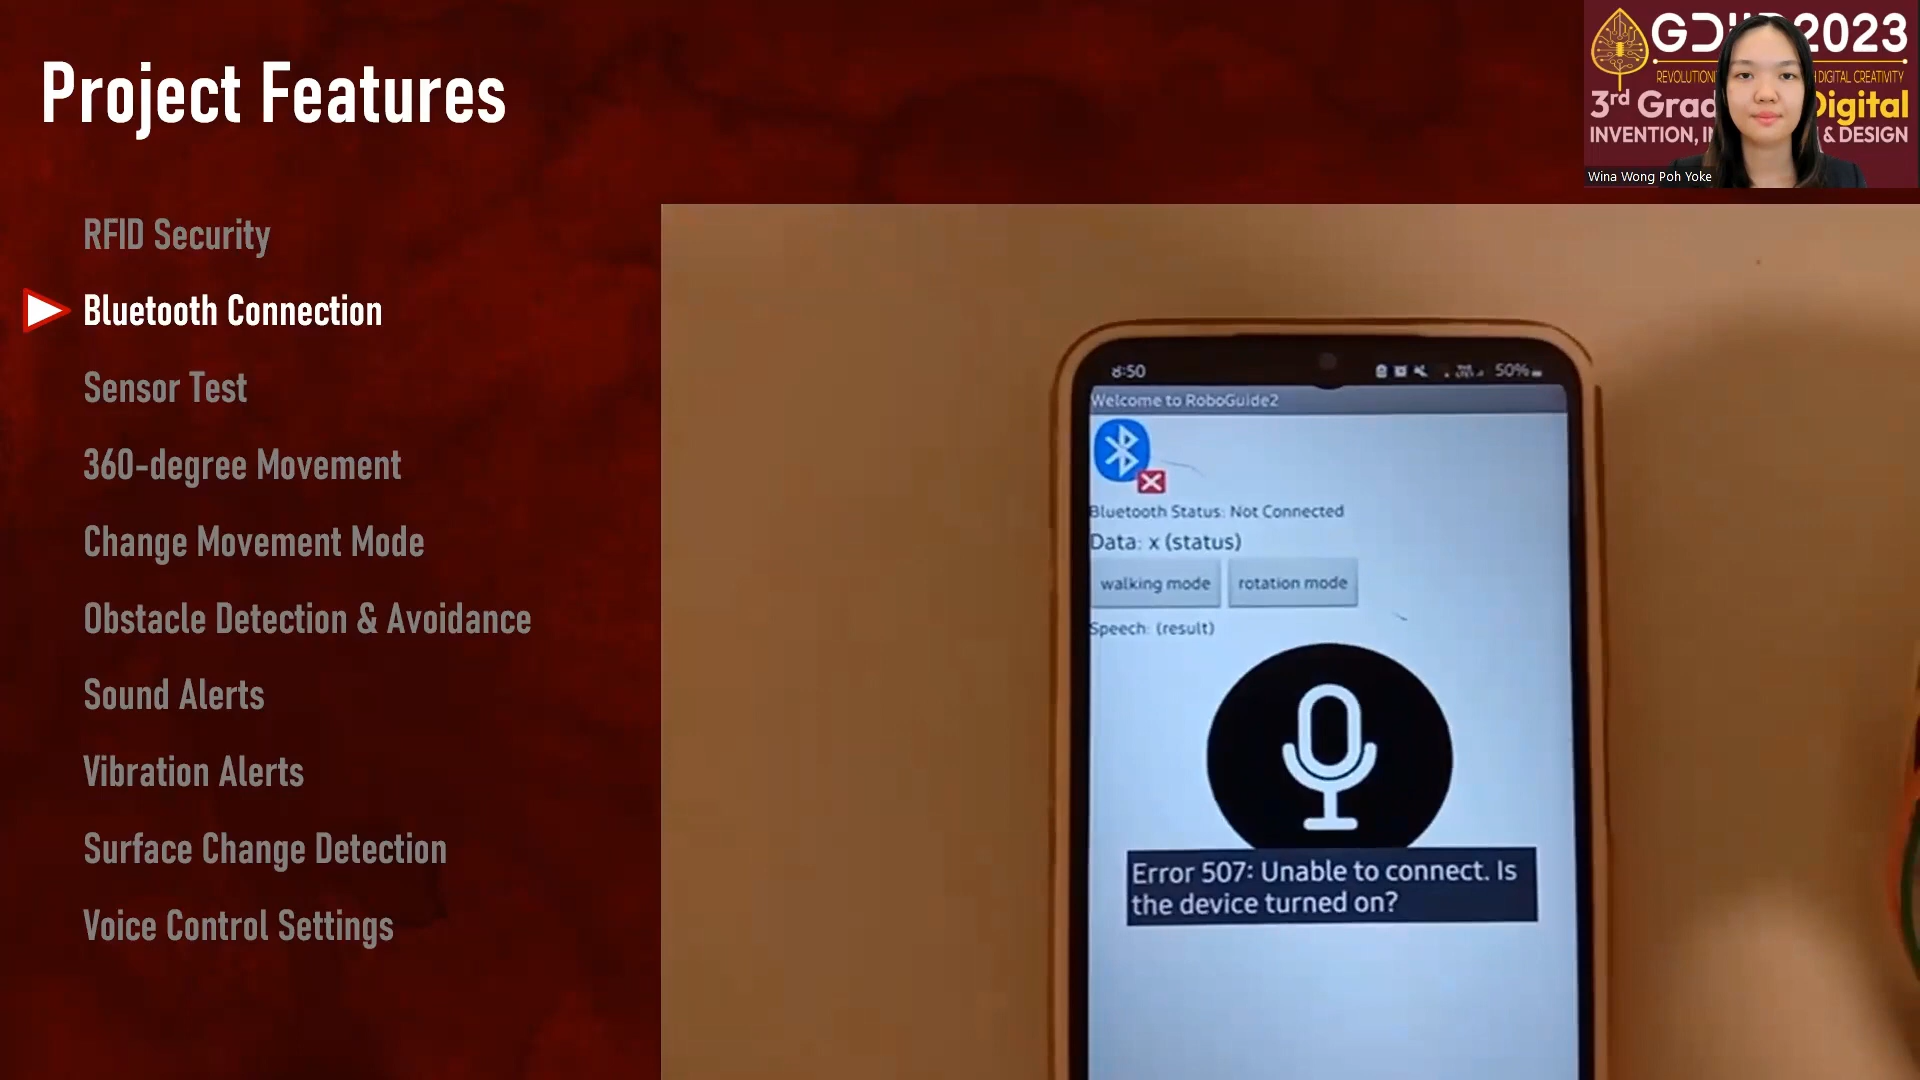 Project Features
RFID Security
Bluetooth Connection
Sensor Test
360-degree Movement
Change Movement Mode
Obstacle Detection & Avoidance
Sound Alerts
Vibration Alerts
Surface Change Detection
Voice Control Settings
2023
DIGITAL CREATIVITY
3rd Digital
INVENTION, & DESIGN
Wina Wong Poh Yoke
8:50
50%
Welcome to RoboGuide2
Bluetooth Status: Not Connected
Data: x (status)
walking mode rotation mode
Speech: (result)
Error 507: Unable to connect. Is
the device turned on?